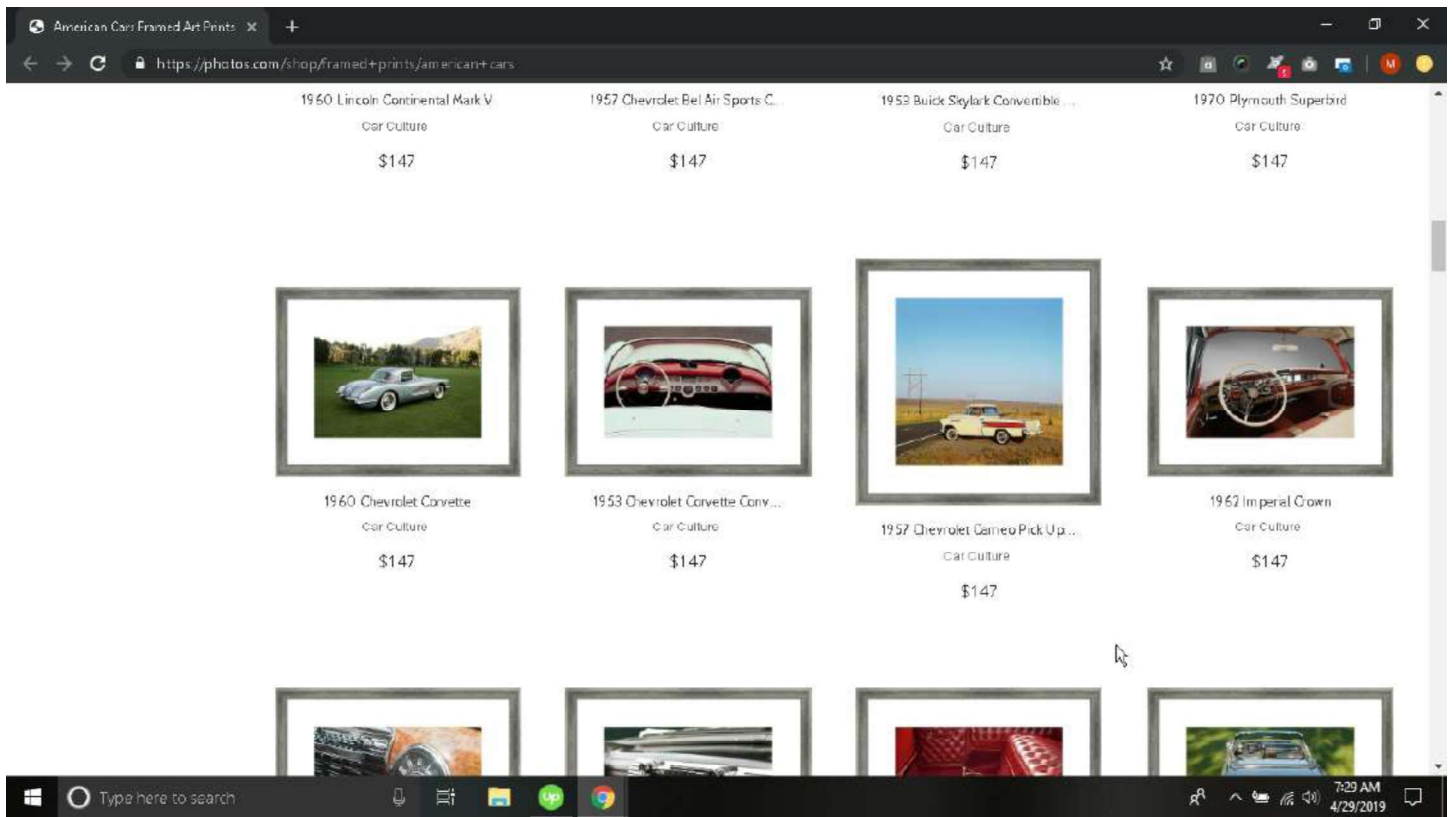 American Cars Framed Art Prints
https://photos.com/shop/framed+prints/american+cars
M
1960 Lincoln Continental Mark V
1957 Chevrolet Bel Air Sports C...
1953 Buick Skylark Convertible ...
1970 Plymouth Superbird
Car Culture
Car Culture
Car Culture
Car Culture
$147
$147
$147
$147
1960 Chevrolet Corvette
1953 Chevrolet Corvette Conv...
1957 Chevrolet Cameo Pick Up...
1962 Imperial Crown
Car Culture
Car Culture
Car Culture
Car Culture
$147
$147
$147
$147
Type here to search
up
7:29 AM
4/29/2019